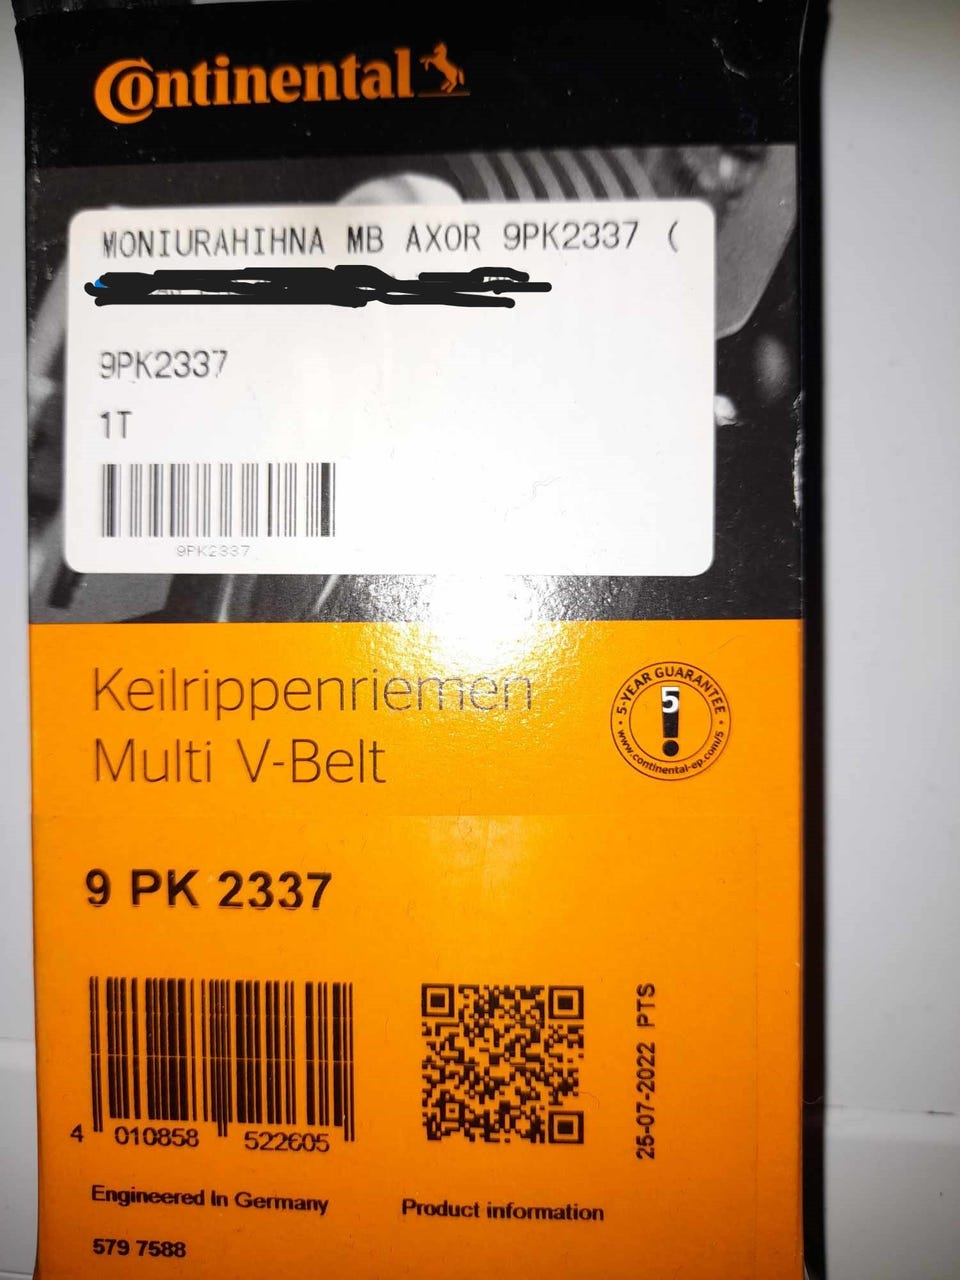 Continental
MONIURAHIHNA MB AXOR 9PK2337 (
9PK2337
1T
9PK2337
Keilrippenriemen
Multi V-Belt
5-YEAR GUARANTEE
5
www.continental-ep.com/5
9 PK 2337
4 010858 522605
25-07-2022 PTS
Engineered In Germany
Product information
579 7588